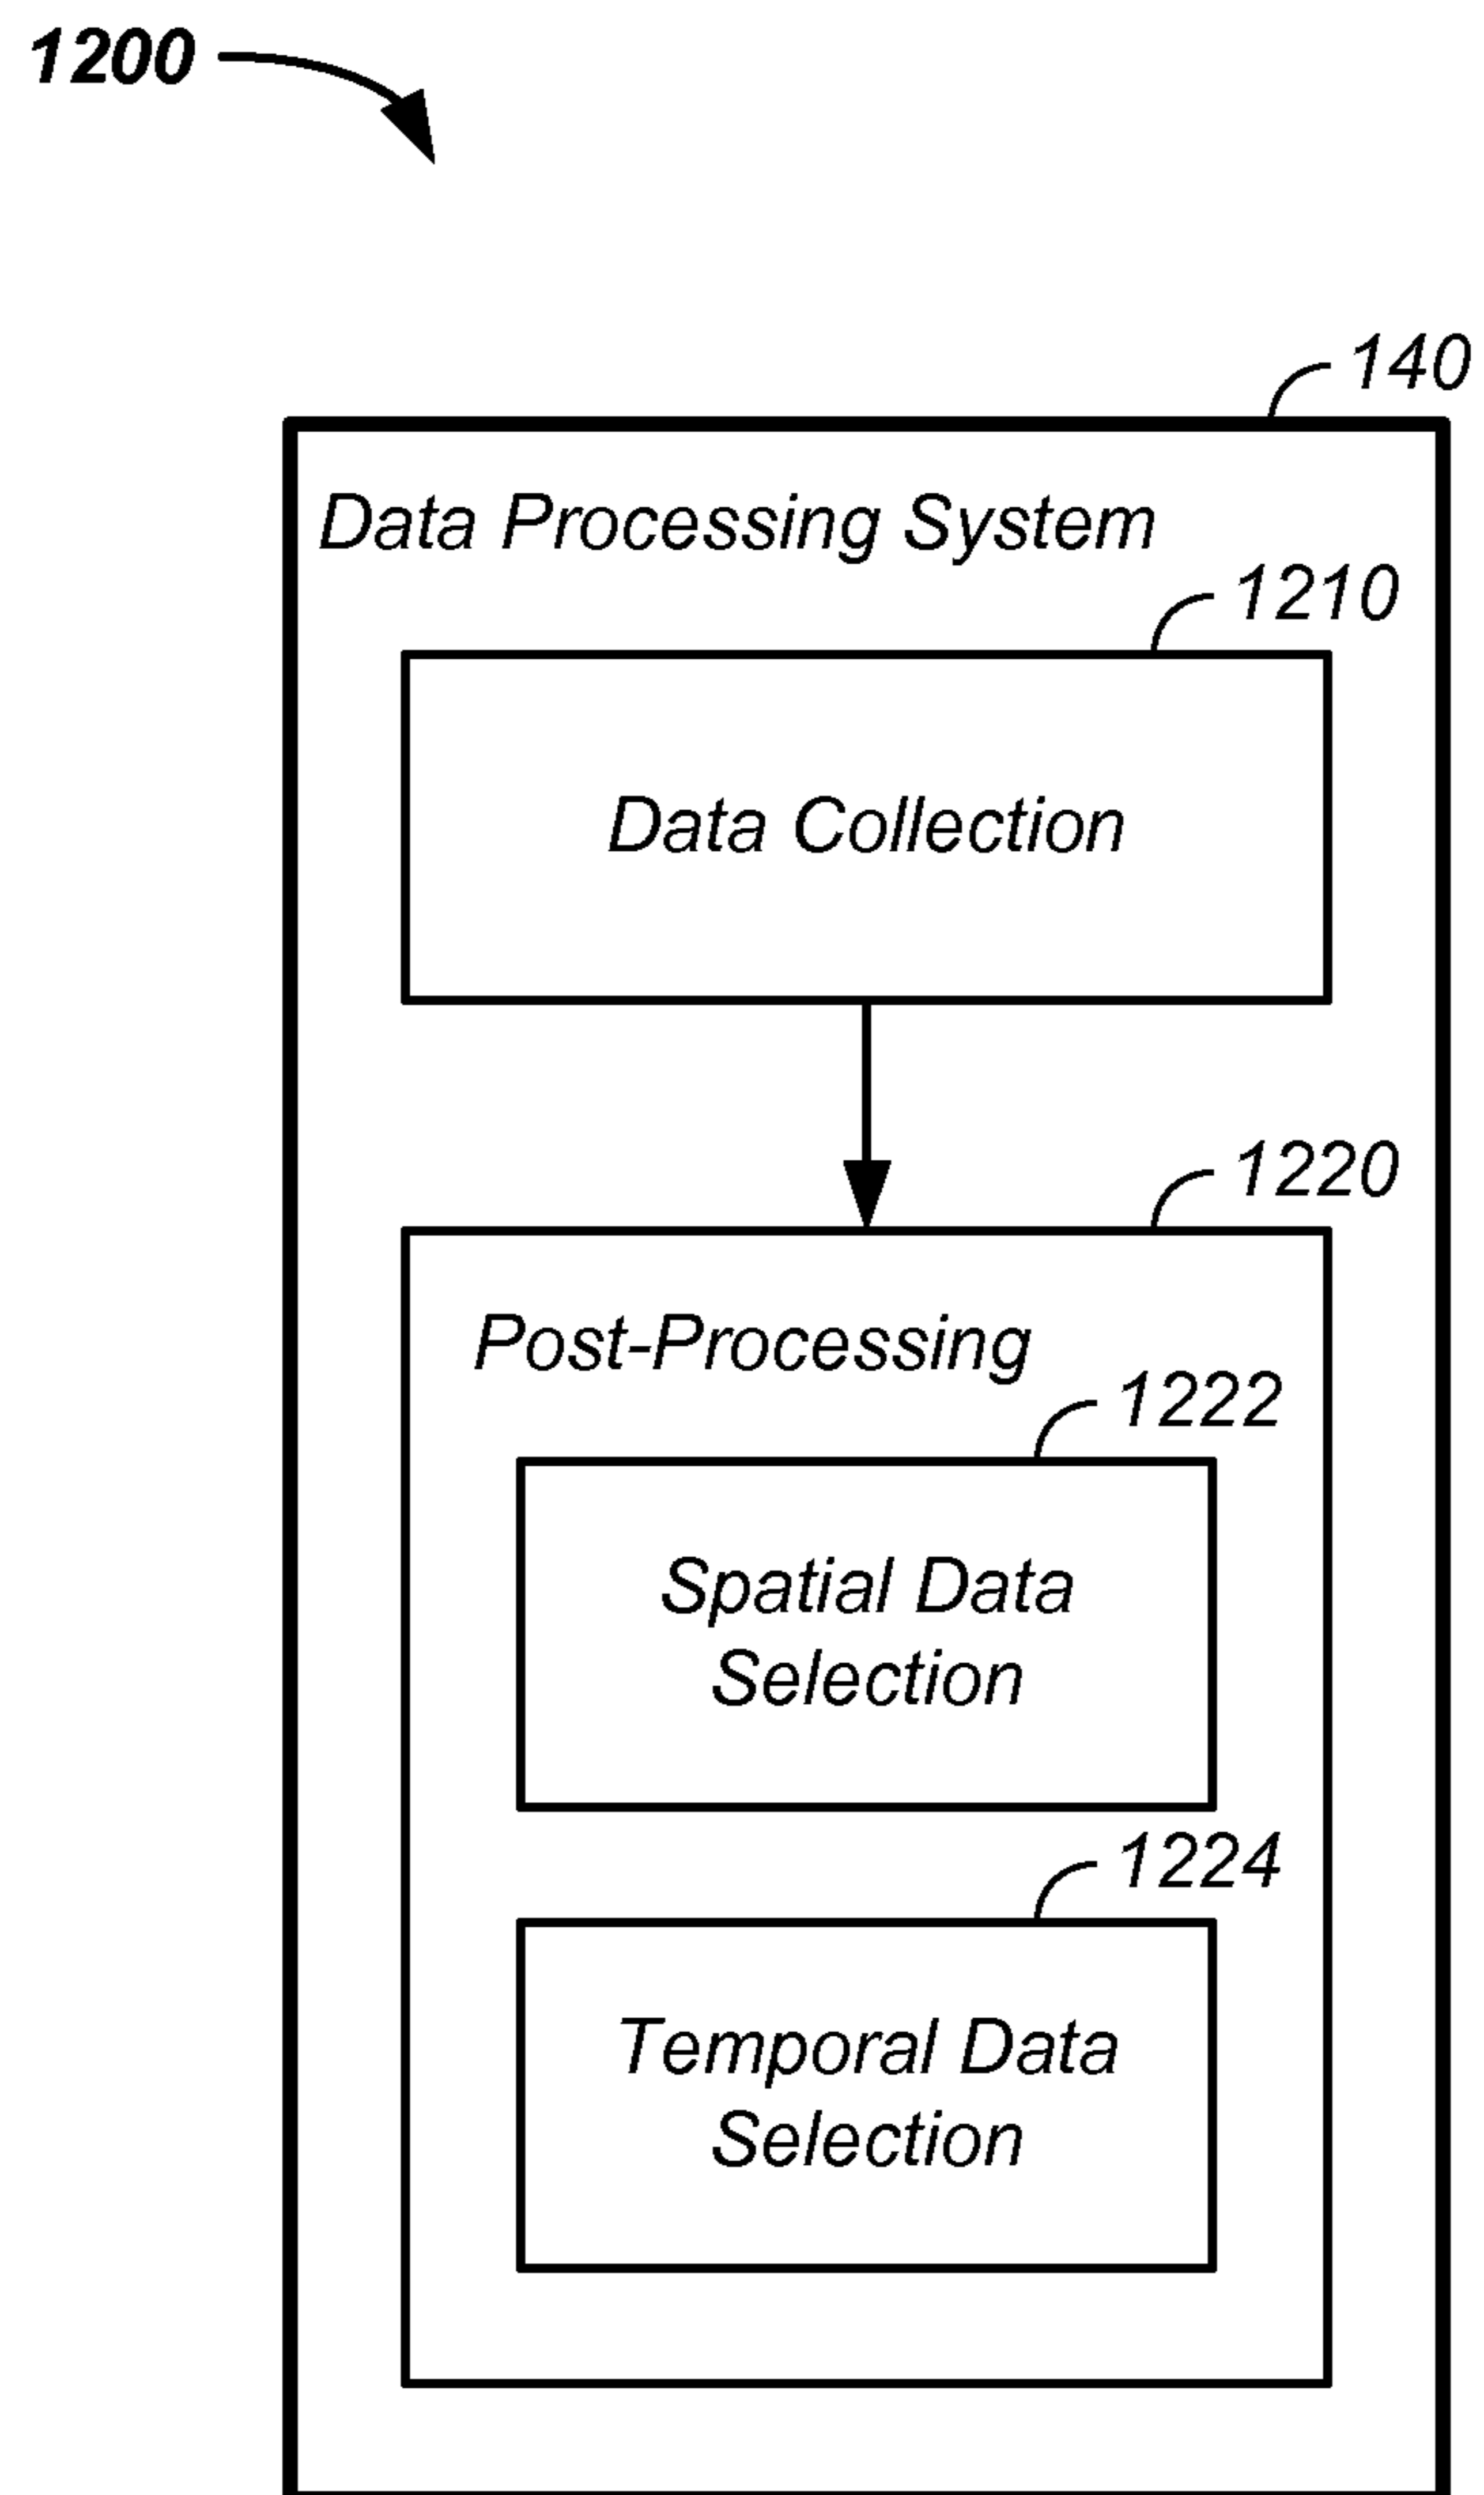 1200
140
Data Processing System
1210
Data Collection
1220
Post-Processing
1222
Spatial Data
Selection
1224
Temporal Data
Selection